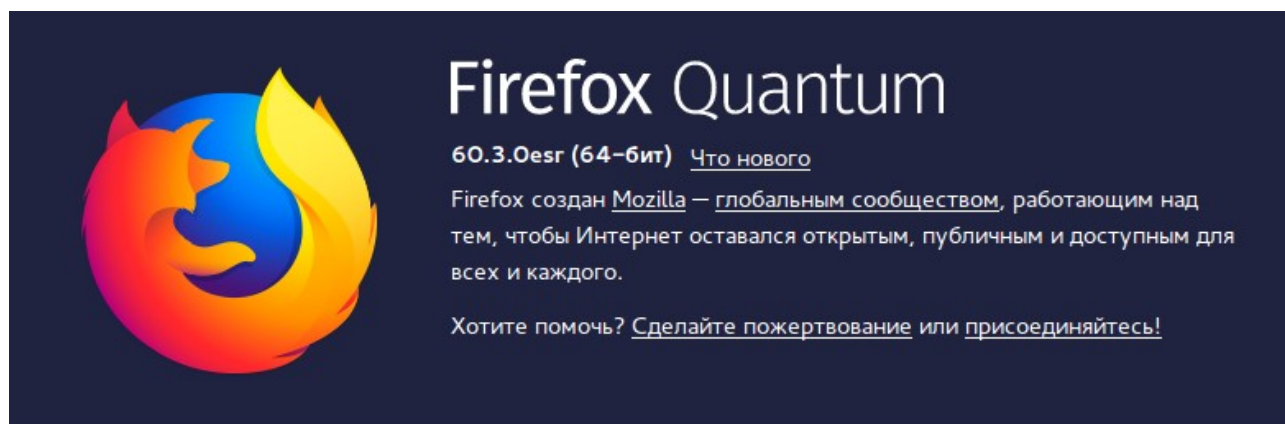 Firefox Quantum
60.3.0esr (64-бит) Что нового
Firefox создан Mozilla — глобальным сообществом, работающим над
тем, чтобы Интернет оставался открытым, публичным и доступным для
всех и каждого.
Хотите помочь? Сделайте пожертвование или присоединяйтесь!